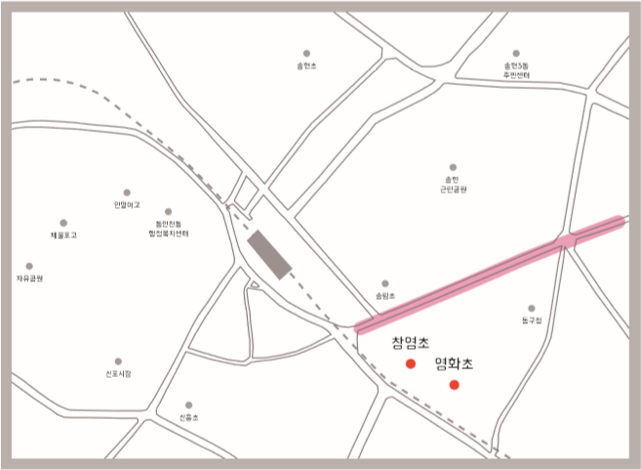 송현초
송현3동
주민센터
송현
근린공원
인일여고
동인천동
행정복지센터
제물포고
자유공원
송림초
동구청
창영초
영화초
신포시장
신흥초